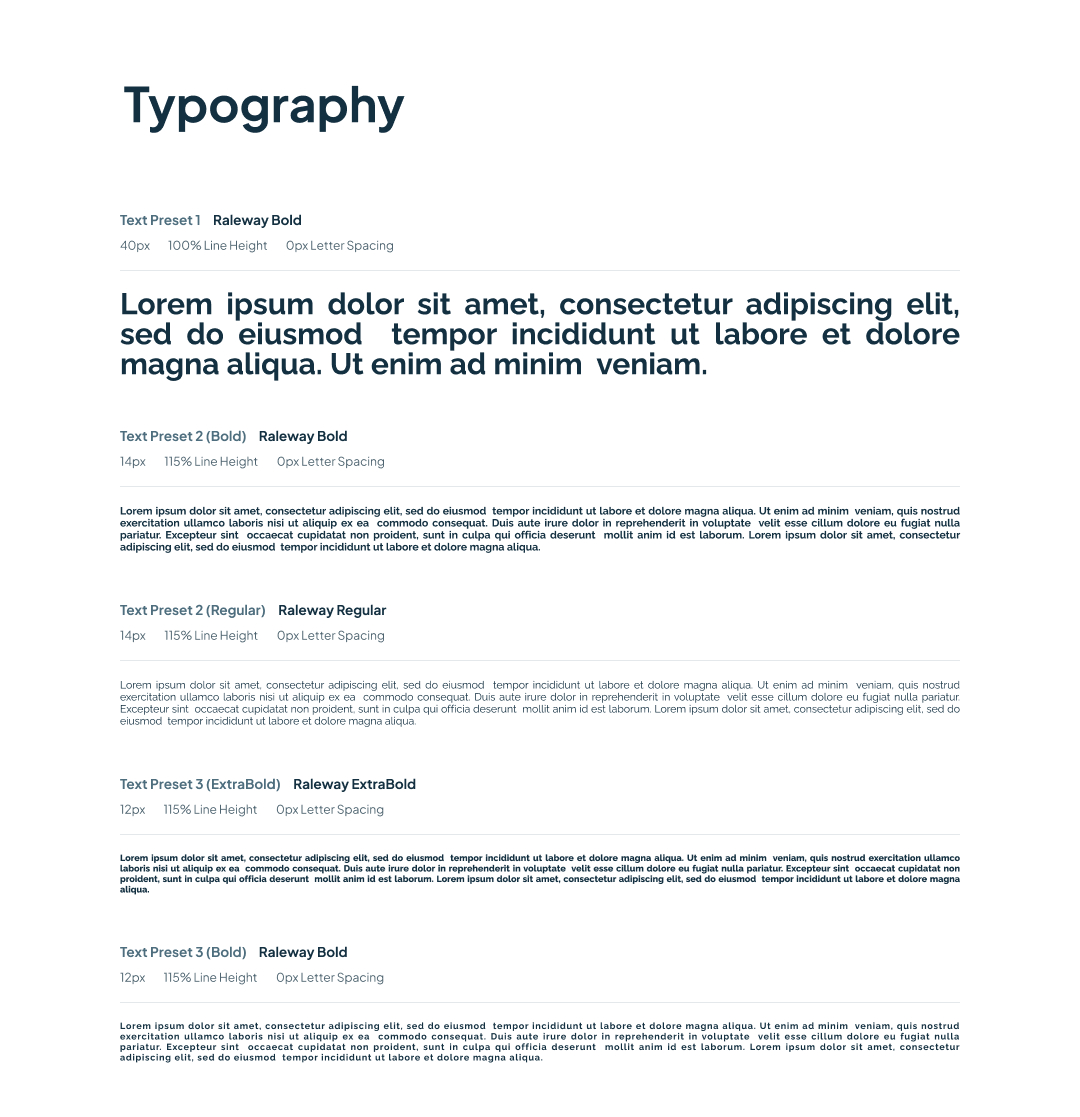 Typography
Text Preset 1 Raleway Bold
40px 100% Line Height 0px Letter Spacing
Lorem ipsum dolor sit amet, consectetur adipiscing elit,
sed do eiusmod tempor incididunt ut labore et dolore
magna aliqua. Ut enim ad minim veniam.
Text Preset 2 (Bold) Raleway Bold
14px 115% Line Height 0px Letter Spacing
Lorem ipsum dolor sit amet, consectetur adipiscing elit, sed do eiusmod tempor incididunt ut labore et dolore magna aliqua. Ut enim ad minim veniam, quis nostrud
exercitation ullamco laboris nisi ut aliquip ex ea commodo consequat. Duis aute irure dolor in reprehenderit in voluptate velit esse cillum dolore eu fugiat nulla
pariatur. Excepteur sint occaecat cupidatat non proident, sunt in culpa qui officia deserunt mollit anim id est laborum. Lorem ipsum dolor sit amet, consectetur
adipiscing elit, sed do eiusmod tempor incididunt ut labore et dolore magna aliqua.
Text Preset 2 (Regular) Raleway Regular
14px 115% Line Height 0px Letter Spacing
Lorem ipsum dolor sit amet, consectetur adipiscing elit, sed do eiusmod tempor incididunt ut labore et dolore magna aliqua. Ut enim ad minim veniam, quis nostrud
exercitation ullamco laboris nisi ut aliquip ex ea commodo consequat. Duis aute irure dolor in reprehenderit in voluptate velit esse cillum dolore eu fugiat nulla pariatur.
Excepteur sint occaecat cupidatat non proident, sunt in culpa qui officia deserunt mollit anim id est laborum. Lorem ipsum dolor sit amet, consectetur adipiscing elit, sed do
eiusmod tempor incididunt ut labore et dolore magna aliqua.
Text Preset 3 (ExtraBold) Raleway ExtraBold
12px 115% Line Height 0px Letter Spacing
Lorem ipsum dolor sit amet, consectetur adipiscing elit, sed do eiusmod tempor incididunt ut labore et dolore magna aliqua. Ut enim ad minim veniam, quis nostrud exercitation ullamco
laboris nisi ut aliquip ex ea commodo consequat. Duis aute irure dolor in reprehenderit in voluptate velit esse cillum dolore eu fugiat nulla pariatur. Excepteur sint occaecat cupidatat non
proident, sunt in culpa qui officia deserunt mollit anim id est laborum. Lorem ipsum dolor sit amet, consectetur adipiscing elit, sed do eiusmod tempor incididunt ut labore et dolore magna
aliqua.
Text Preset 3 (Bold) Raleway Bold
12px 115% Line Height 0px Letter Spacing
Lorem ipsum dolor sit amet, consectetur adipiscing elit, sed do eiusmod tempor incididunt ut labore et dolore magna aliqua. Ut enim ad minim veniam, quis nostrud
exercitation ullamco laboris nisi ut aliquip ex ea commodo consequat. Duis aute irure dolor in reprehenderit in voluptate velit esse cillum dolore eu fugiat nulla
pariatur. Excepteur sint occaecat cupidatat non proident, sunt in culpa qui officia deserunt mollit anim id est laborum. Lorem ipsum dolor sit amet, consectetur
adipiscing elit, sed do eiusmod tempor incididunt ut labore et dolore magna aliqua.